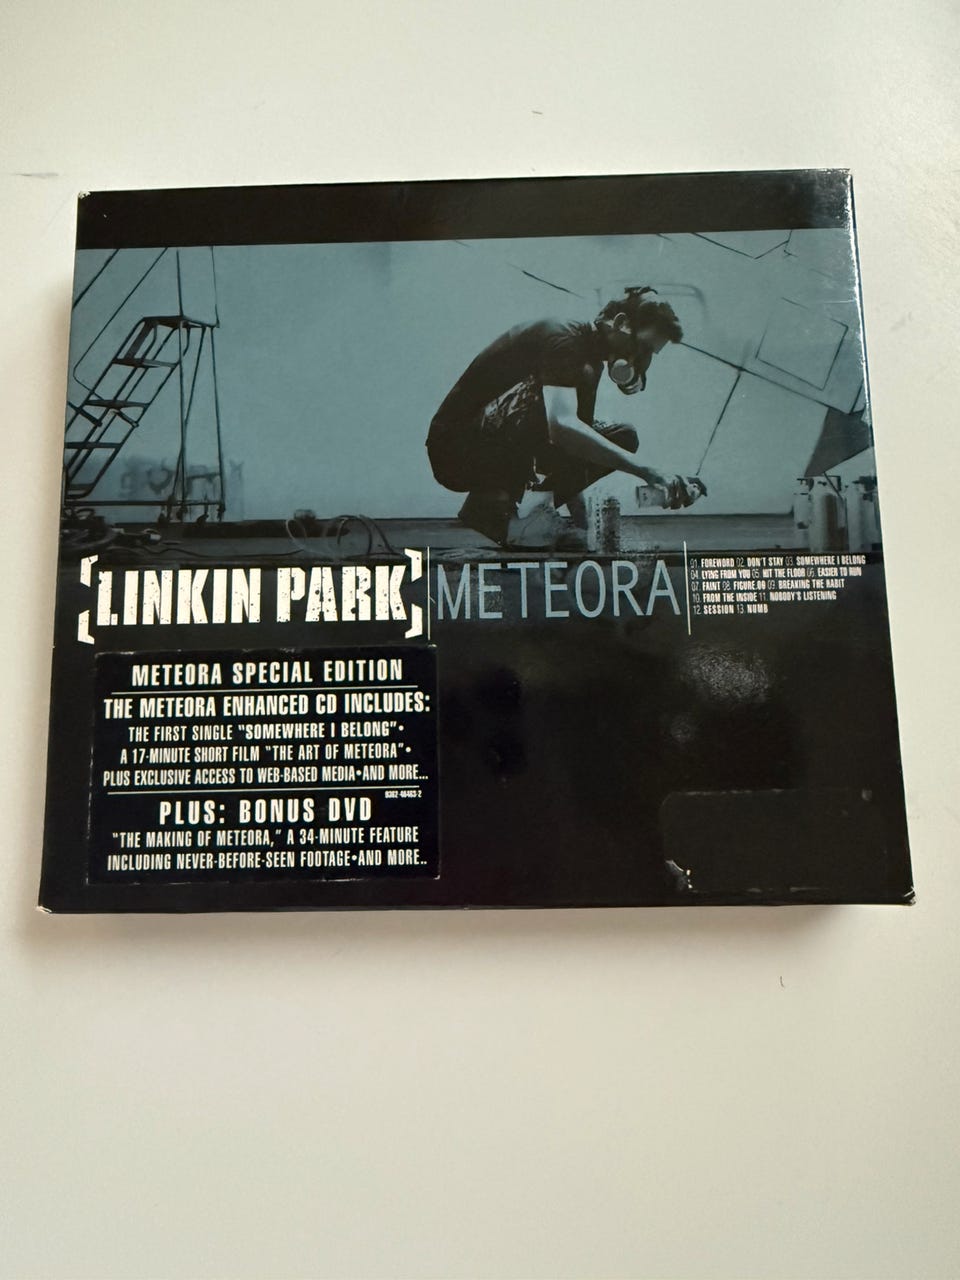 [LINKIN PARK]
METEORA
01. FOREWORD 02. DON'T STAY 03. SOMEWHERE I BELONG
04. LYING FROM YOU 05. HIT THE FLOOR 06. EASIER TO RUN
07. FAINT 08. FIGURE.09 09. BREAKING THE HABIT
10. FROM THE INSIDE 11. NOBODY'S LISTENING
12. SESSION 13. NUMB
METEORA SPECIAL EDITION
THE METEORA ENHANCED CD INCLUDES:
THE FIRST SINGLE "SOMEWHERE I BELONG"•
A 17-MINUTE SHORT FILM "THE ART OF METEORA"•
PLUS EXCLUSIVE ACCESS TO WEB-BASED MEDIA•AND MORE...
9362-48463-2
PLUS: BONUS DVD
"THE MAKING OF METEORA," A 34-MINUTE FEATURE
INCLUDING NEVER-BEFORE-SEEN FOOTAGE•AND MORE..